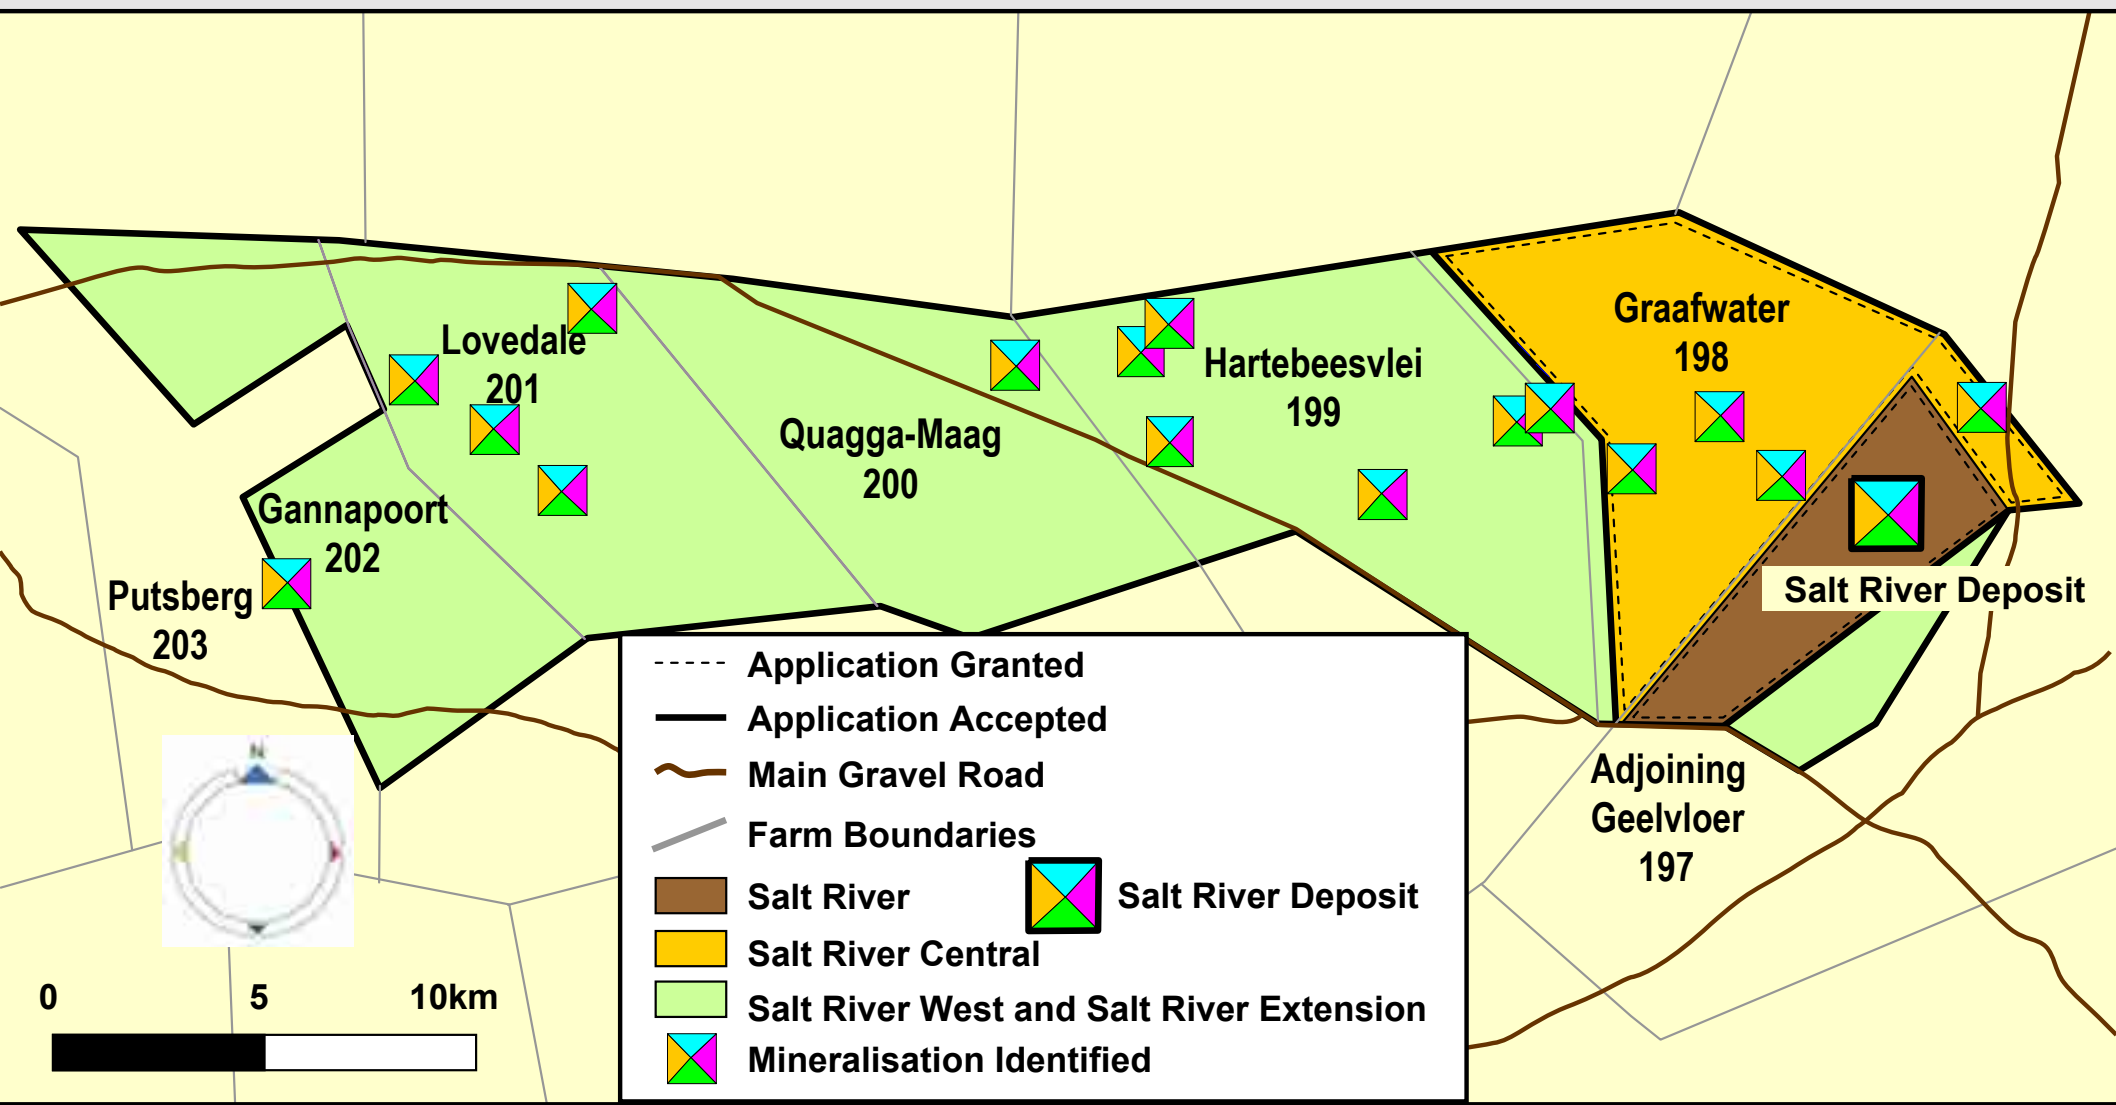 Graafwater
198
Lovedale
201
Hartebeesvlei
199
Quagga-Maag
200
Gannapoort
202
Putsberg
203
Salt River Deposit
Adjoining
Geelvloer
197
N
0 5 10km
Application Granted
Application Accepted
Main Gravel Road
Farm Boundaries
Salt River
Salt River Deposit
Salt River Central
Salt River West and Salt River Extension
Mineralisation Identified